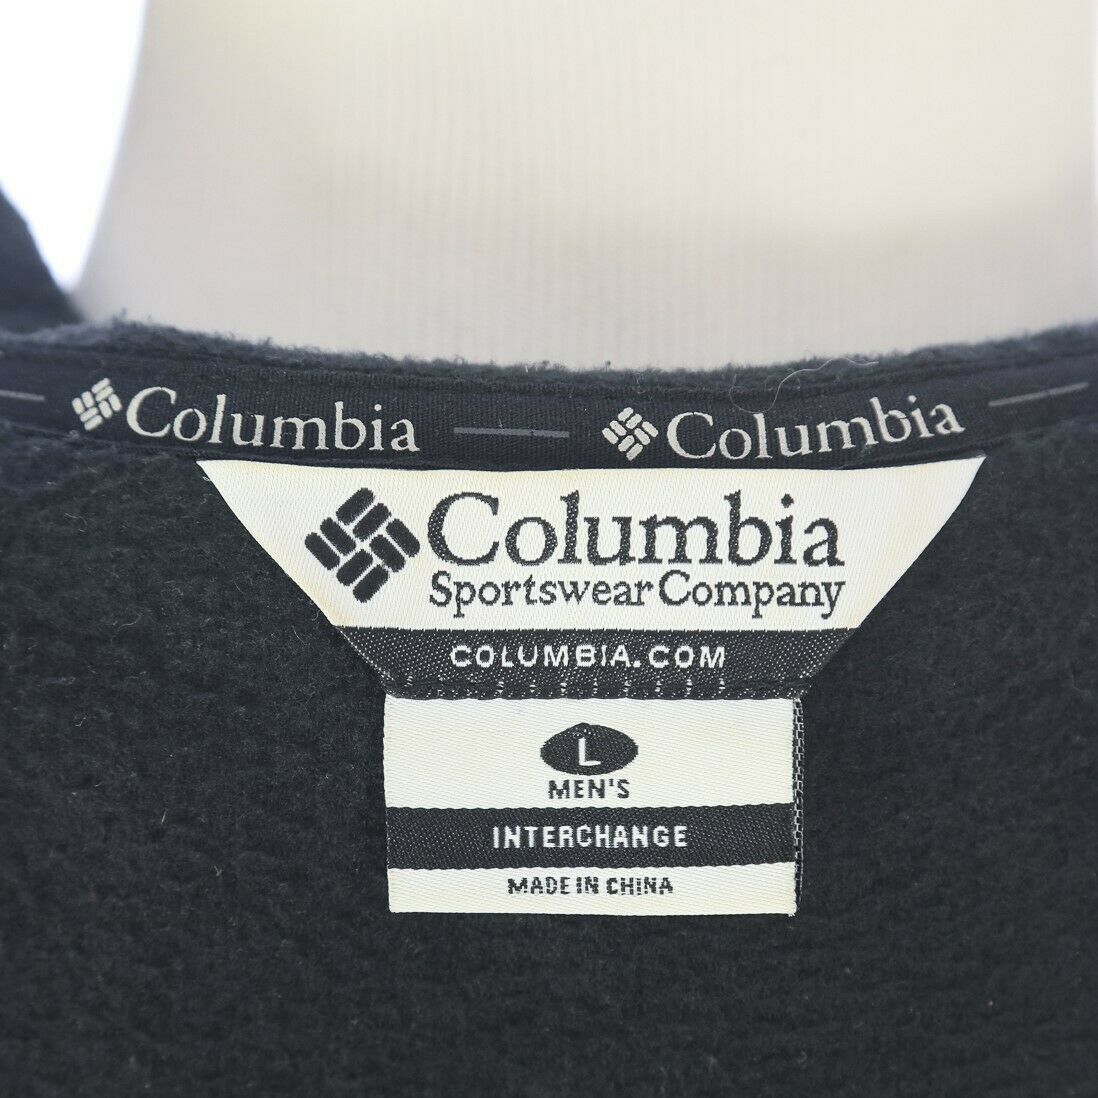 Columbia Columbia
Columbia
Sportswear Company
COLUMBIA.COM
L
MEN'S
INTERCHANGE
MADE IN CHINA